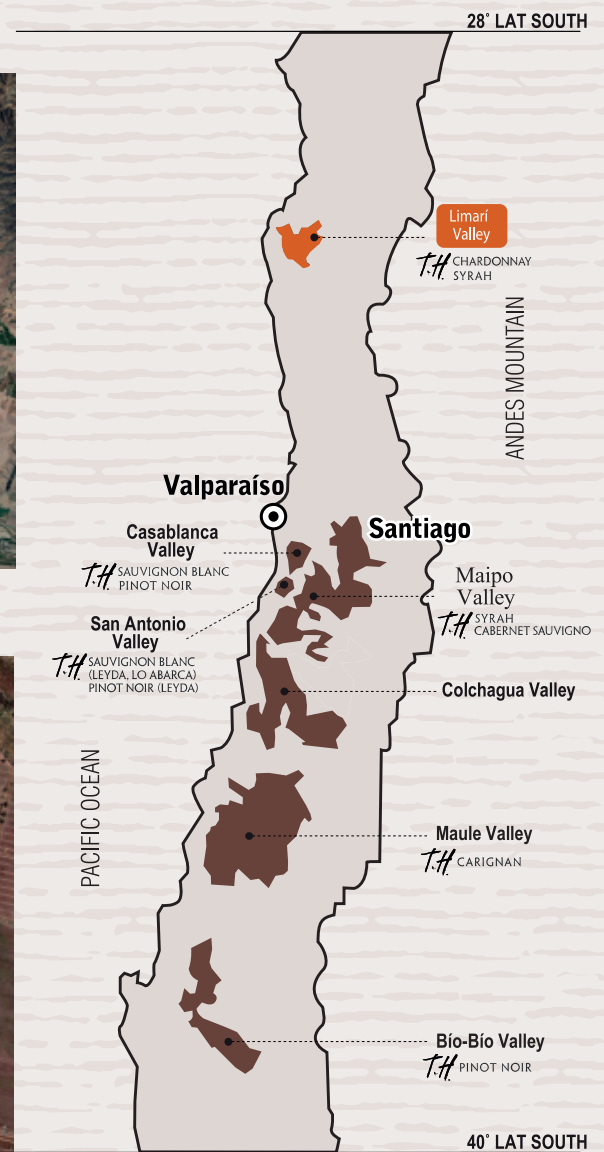 28° LAT SOUTH
Limarí
Valley
T.H. CHARDONNAY
SYRAH
ANDES MOUNTAIN
Valparaíso
Santiago
Casablanca
Valley
T.H. SAUVIGNON BLANC
PINOT NOIR
Maipo
Valley
T.H. SYRAH
CABERNET SAUVIGNO
San Antonio
Valley
T.H. SAUVIGNON BLANC
(LEYDA, LO ABARCA)
PINOT NOIR (LEYDA)
Colchagua Valley
PACIFIC OCEAN
Maule Valley
T.H. CARIGNAN
Bío-Bío Valley
T.H. PINOT NOIR
40° LAT SOUTH